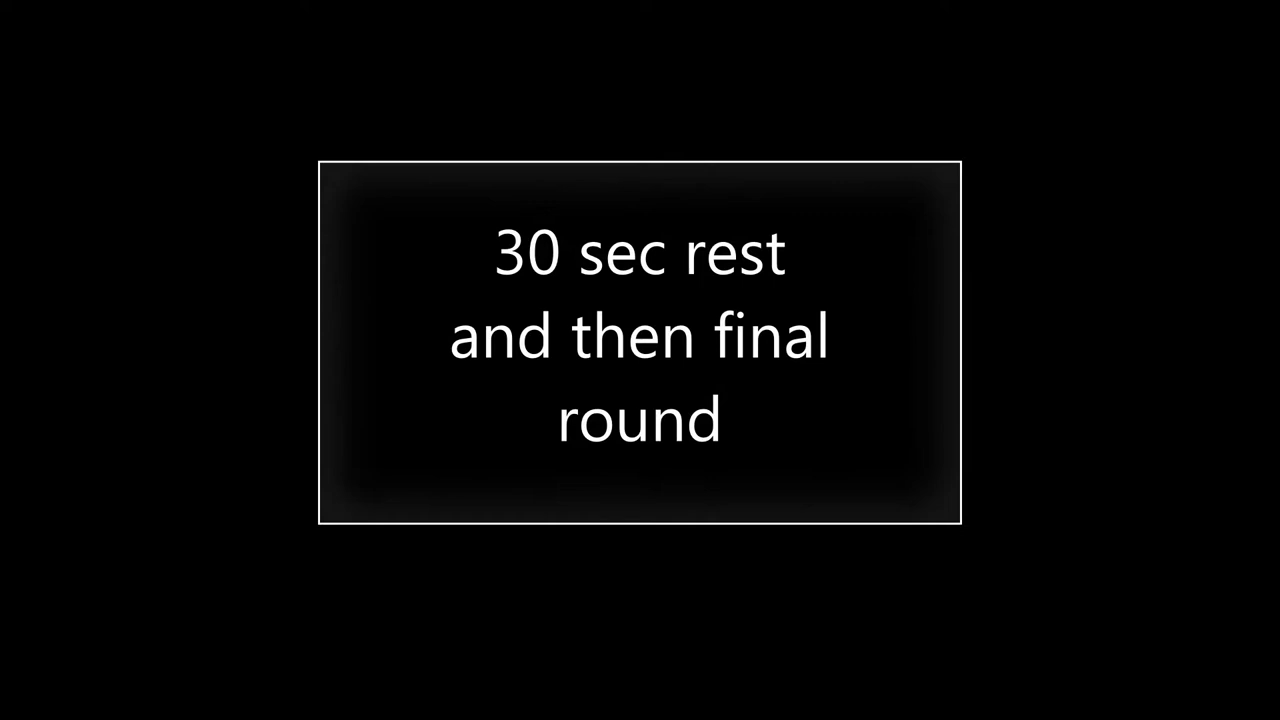 30 sec rest
and then final
round